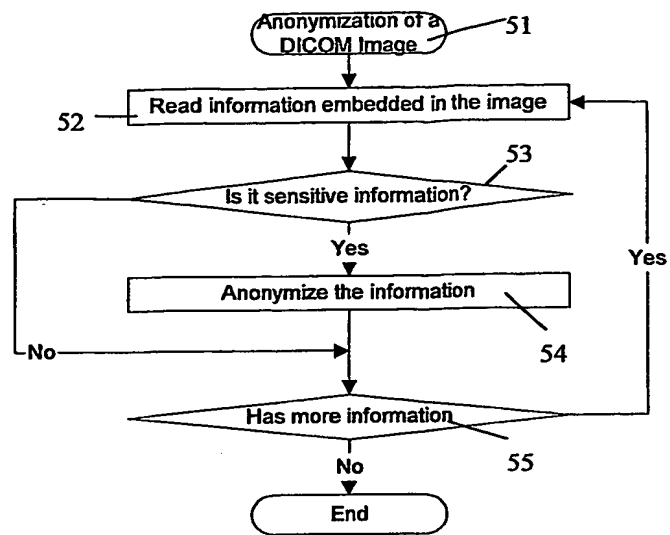 Anonymization of a
DICOM Image
51
Read information embedded in the image
52
53
Is it sensitive information?
Yes
Yes
Anonymize the information
54
No
Has more information
55
No
End